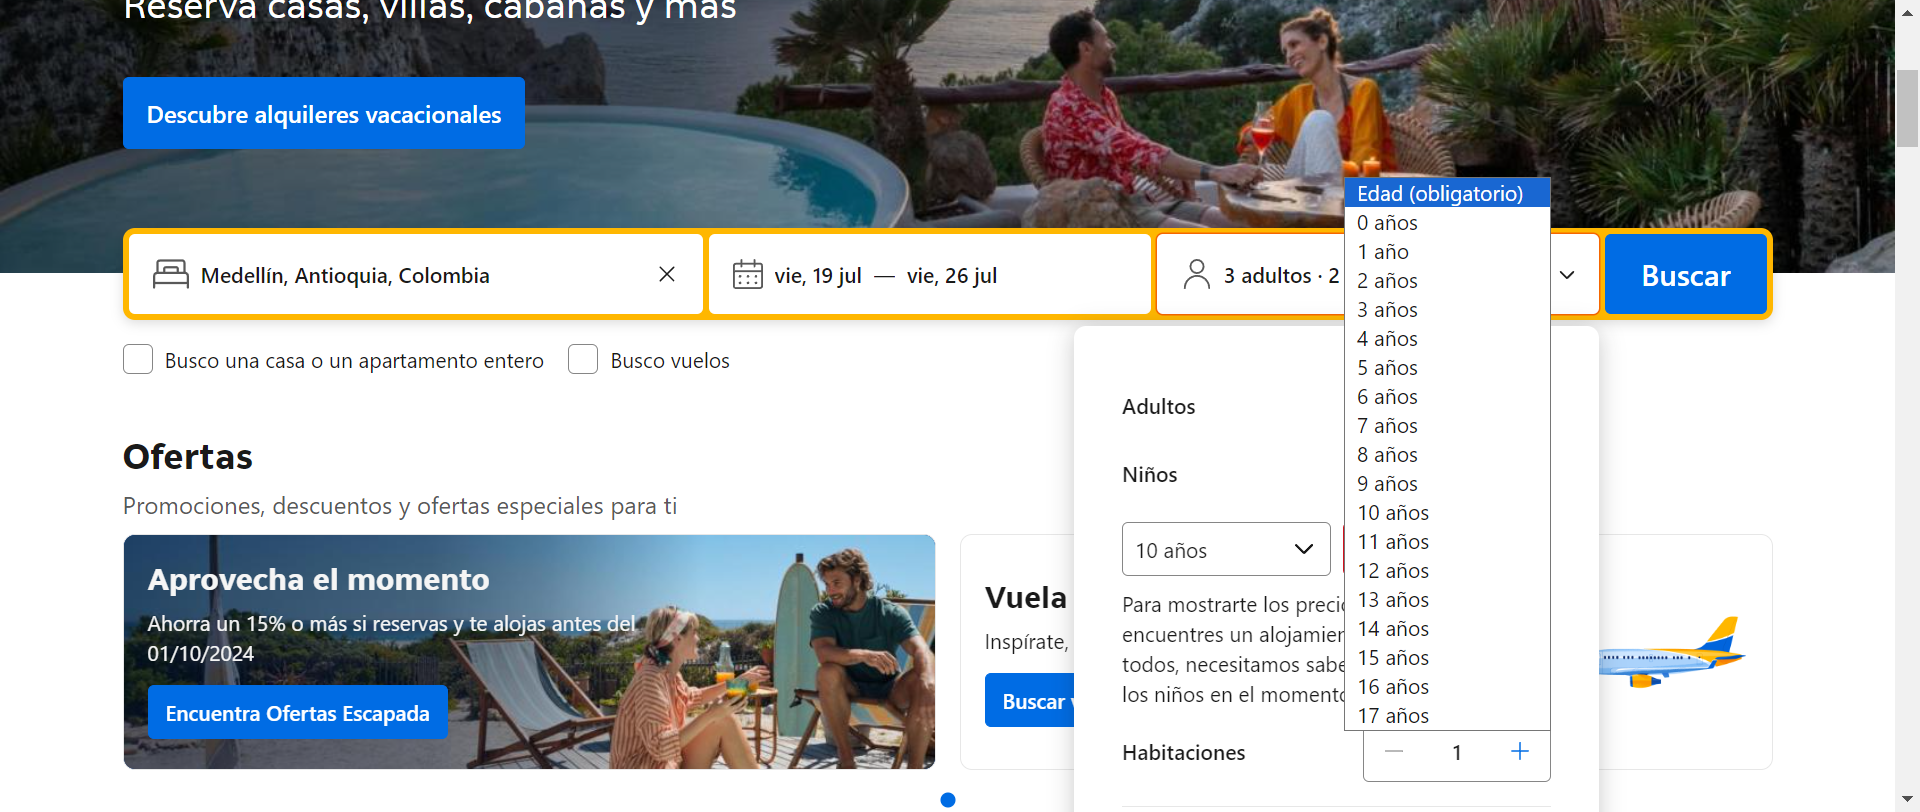 Reserva casas, villas, cabañas y más
Descubre alquileres vacacionales
Medellín, Antioquia, Colombia
vie, 19 jul — vie, 26 jul
3 adultos · 2
Buscar
Edad (obligatorio)
0 años
1 año
2 años
3 años
4 años
5 años
6 años
7 años
8 años
9 años
10 años
11 años
12 años
13 años
14 años
15 años
16 años
17 años
Busco una casa o un apartamento entero
Busco vuelos
Adultos
Niños
10 años
Para mostrarte los preci
encuentres un alojamier
todos, necesitamos sabe
los niños en el momento
Habitaciones
1
Ofertas
Promociones, descuentos y ofertas especiales para ti
Aprovecha el momento
Ahorra un 15% o más si reservas y te alojas antes del
01/10/2024
Encuentra Ofertas Escapada
Vuela
Inspírate,
Buscar